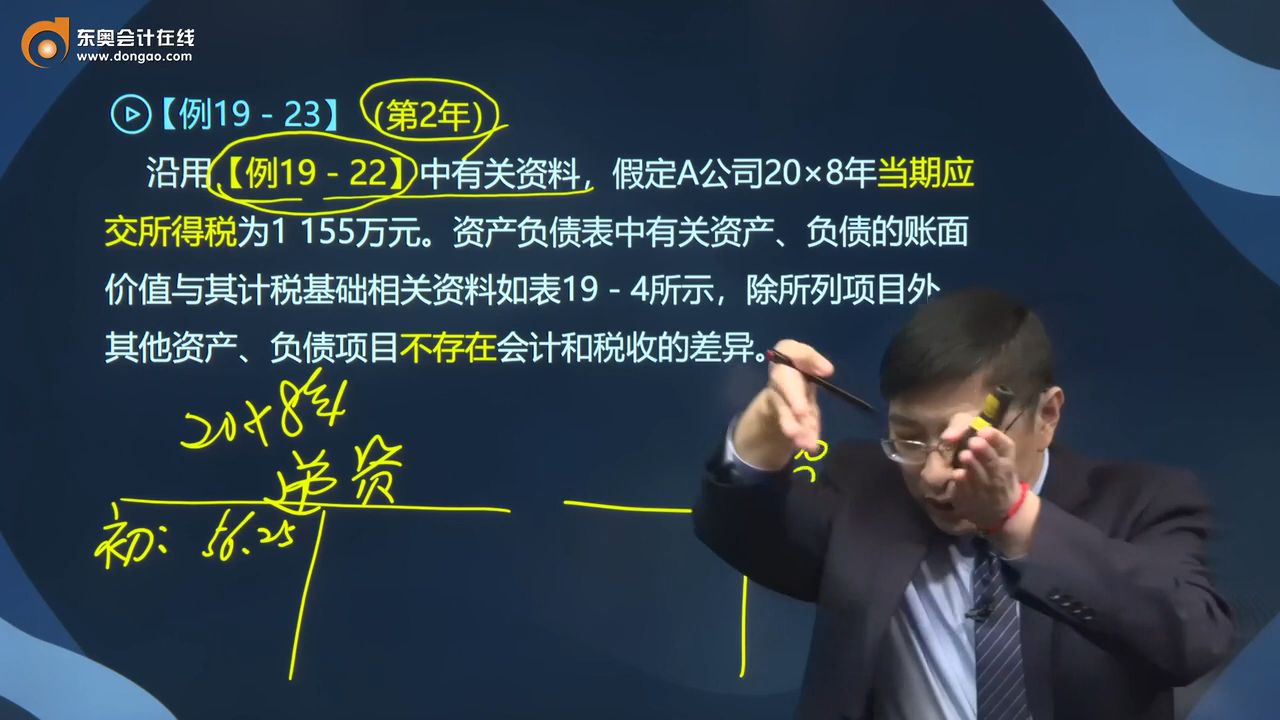 东奥会计在线
www.dongao.com
【例19-23】 (第2年)
沿用【例19-22】中有关资料，假定A公司20×8年当期应
交所得税为1 155万元。资产负债表中有关资产、负债的账面
价值与其计税基础相关资料如表19-4所示，除所列项目外，
其他资产、负债项目不存在会计和税收的差异。
20×8年
递资
初：56.25